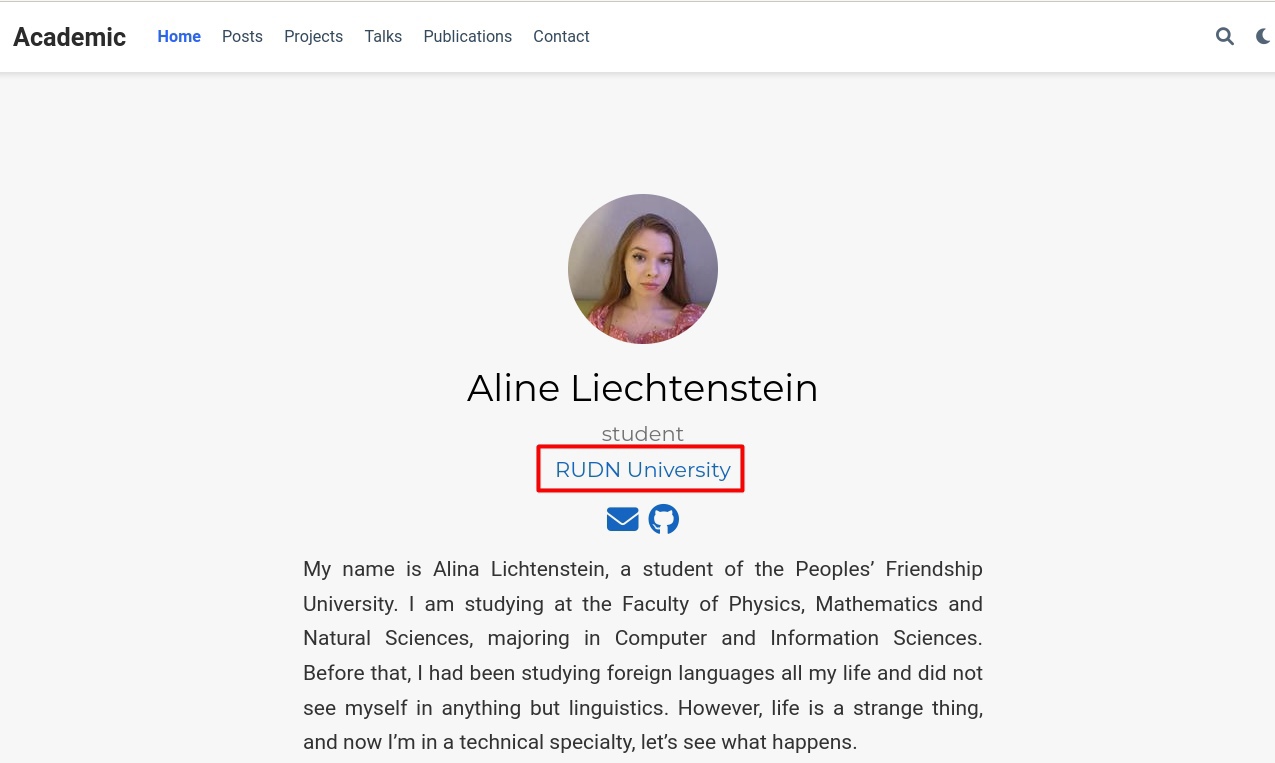 Academic Home Posts Projects Talks Publications Contact
Aline Liechtenstein
student
RUDN University
My name is Alina Lichtenstein, a student of the Peoples’ Friendship
University. I am studying at the Faculty of Physics, Mathematics and
Natural Sciences, majoring in Computer and Information Sciences.
Before that, I had been studying foreign languages all my life and did not
see myself in anything but linguistics. However, life is a strange thing,
and now I’m in a technical specialty, let’s see what happens.